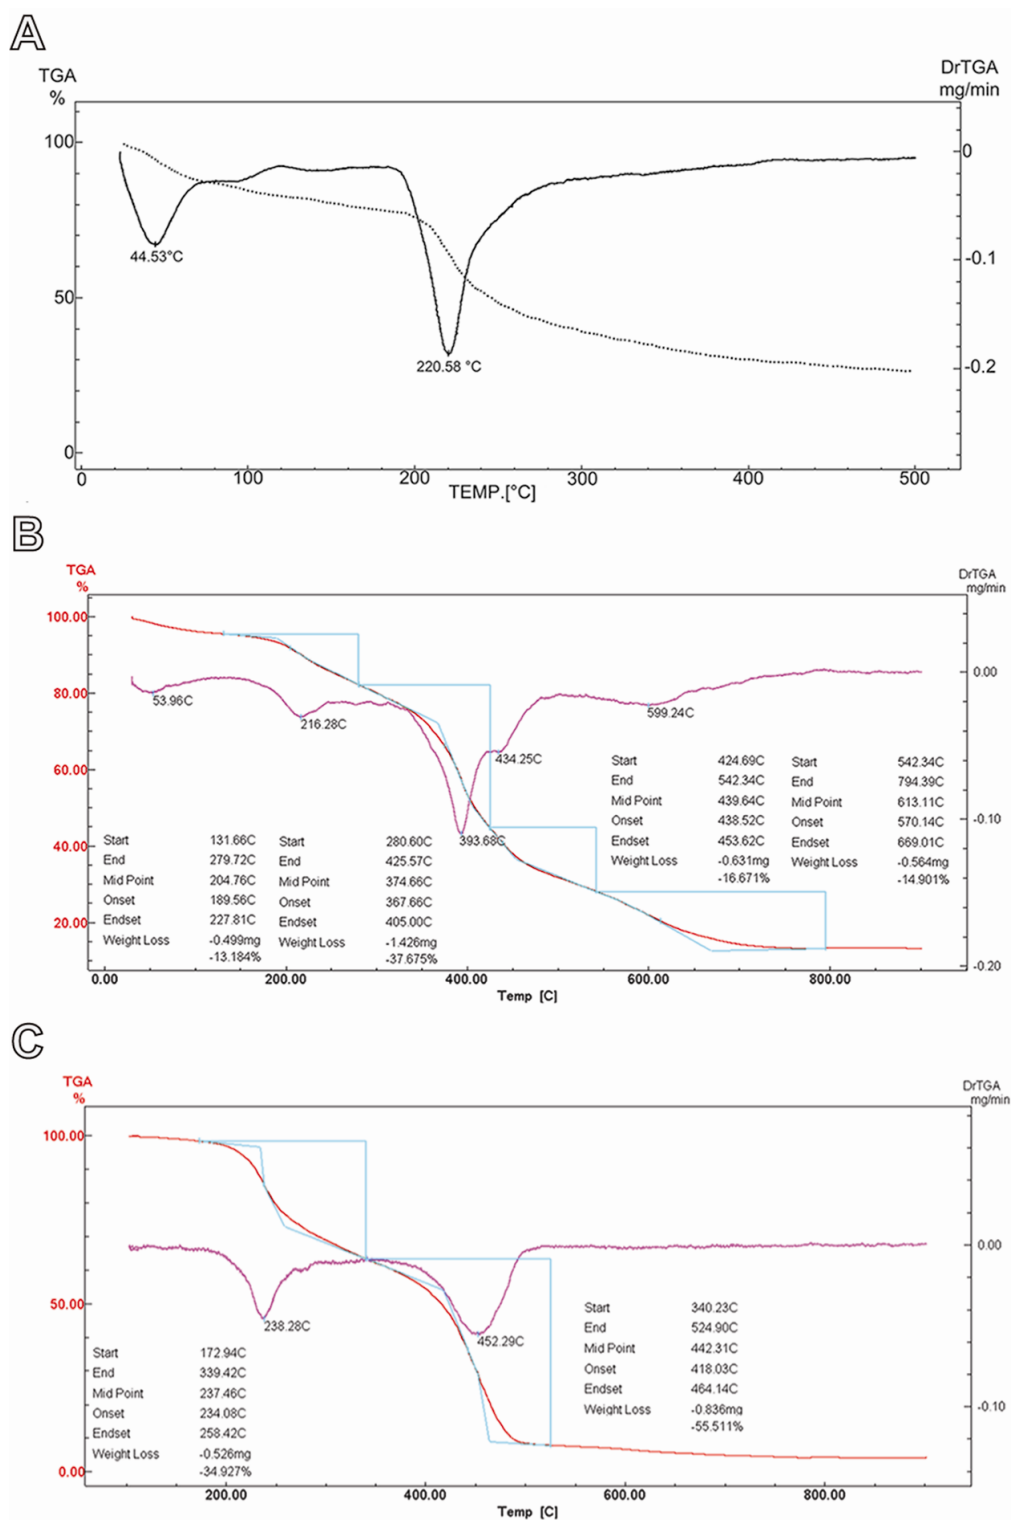 A
TGA
%
DrTGA
mg/min
100
50
0
0
-0.1
-0.2
44.53°C
220.58 °C
0 100 200 300 400 500
TEMP.[°C]
B
TGA
%
DrTGA
mg/min
100.00
80.00
60.00
40.00
20.00
0.00
-0.10
-0.20
53.96C
216.28C
393.68C
434.25C
599.24C
Start 131.66C
End 279.72C
Mid Point 204.76C
Onset 189.56C
Endset 227.81C
Weight Loss -0.499mg
-13.184%
Start 280.60C
End 425.57C
Mid Point 374.66C
Onset 367.66C
Endset 405.00C
Weight Loss -1.426mg
-37.675%
Start 424.69C
End 542.34C
Mid Point 439.64C
Onset 438.52C
Endset 453.62C
Weight Loss -0.631mg
-16.671%
Start 542.34C
End 794.39C
Mid Point 613.11C
Onset 570.14C
Endset 669.01C
Weight Loss -0.564mg
-14.901%
0.00 200.00 400.00 600.00 800.00
Temp [C]
C
TGA
%
DrTGA
mg/min
100.00
50.00
0.00
0.00
-0.10
238.28C
452.29C
Start 172.94C
End 339.42C
Mid Point 237.46C
Onset 234.08C
Endset 258.42C
Weight Loss -0.526mg
-34.927%
Start 340.23C
End 524.90C
Mid Point 442.31C
Onset 418.03C
Endset 464.14C
Weight Loss -0.836mg
-55.511%
200.00 400.00 600.00 800.00
Temp [C]